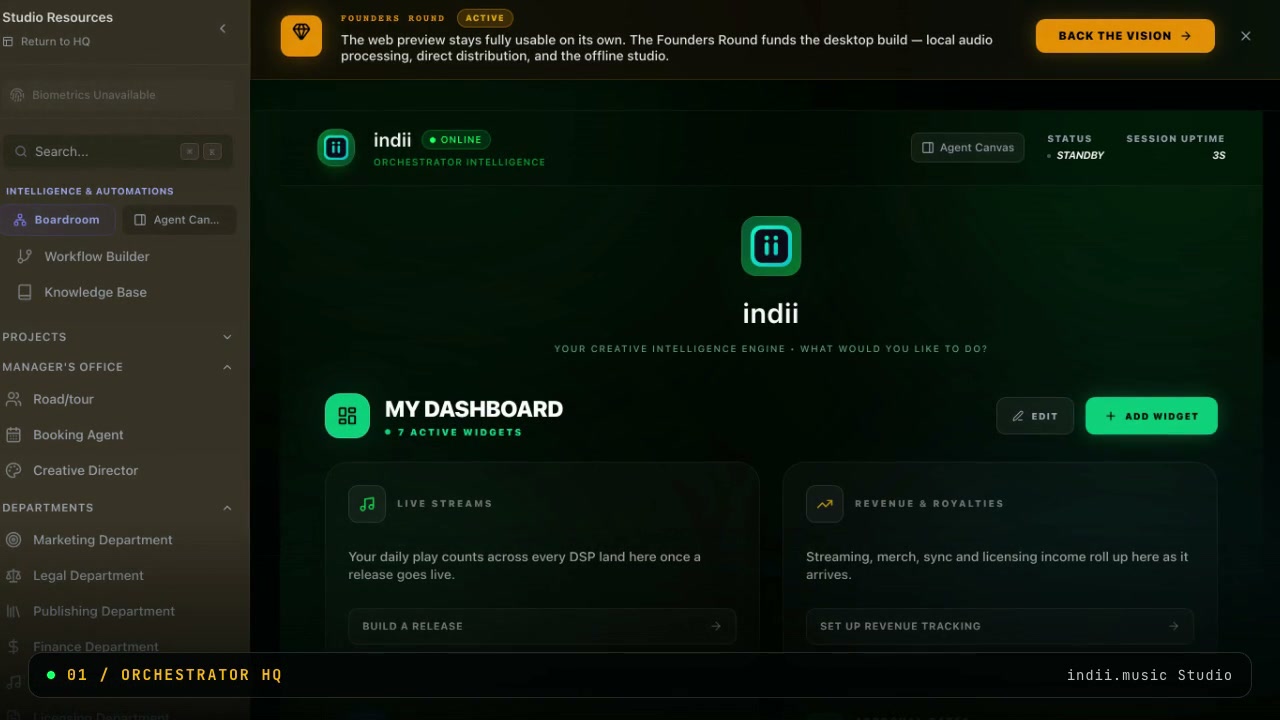 Studio Resources
Return to HQ
Biometrics Unavailable
Search...
⌘ K
INTELLIGENCE & AUTOMATIONS
Boardroom
Agent Can...
Workflow Builder
Knowledge Base
PROJECTS
MANAGER'S OFFICE
Road/tour
Booking Agent
Creative Director
DEPARTMENTS
Marketing Department
Legal Department
Publishing Department
Finance Department
Licensing Department
FOUNDERS ROUND ACTIVE
The web preview stays fully usable on its own. The Founders Round funds the desktop build — local audio
processing, direct distribution, and the offline studio.
BACK THE VISION →
indii ONLINE
ORCHESTRATOR INTELLIGENCE
Agent Canvas
STATUS
STANDBY
SESSION UPTIME
3S
indii
YOUR CREATIVE INTELLIGENCE ENGINE • WHAT WOULD YOU LIKE TO DO?
MY DASHBOARD
7 ACTIVE WIDGETS
EDIT
+ ADD WIDGET
LIVE STREAMS
Your daily play counts across every DSP land here once a
release goes live.
BUILD A RELEASE →
REVENUE & ROYALTIES
Streaming, merch, sync and licensing income roll up here as it
arrives.
SET UP REVENUE TRACKING →
01 / ORCHESTRATOR HQ
indii.music Studio